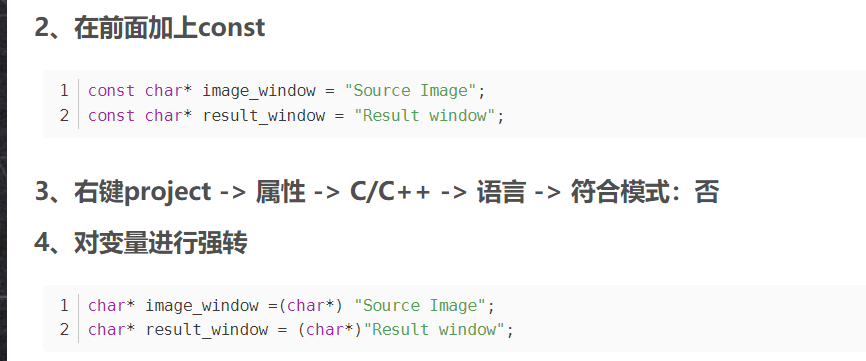 2、在前面加上const
1 const char* image_window = "Source Image";
2 const char* result_window = "Result window";
3、右键project -> 属性 -> C/C++ -> 语言 -> 符合模式：否
4、对变量进行强转
1 char* image_window =(char*) "Source Image";
2 char* result_window = (char*)"Result window";